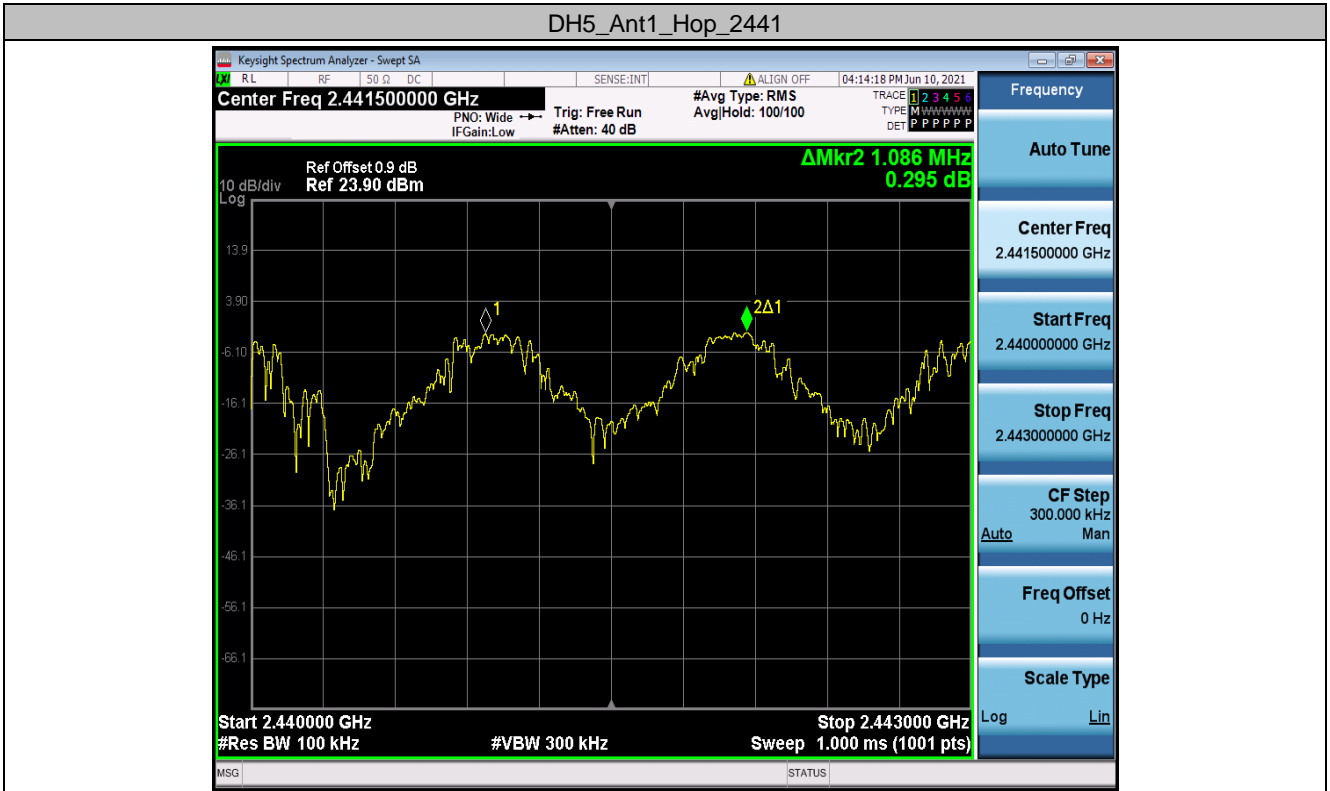 DH5_Ant1_Hop_2441
Keysight Spectrum Analyzer - Swept SA
LXI RL RF 50 Ω DC SENSE:INT ALIGN OFF 04:14:18 PM Jun 10, 2021
Center Freq 2.441500000 GHz
PNO: Wide
IFGain:Low
Trig: Free Run
#Atten: 40 dB
#Avg Type: RMS
Avg|Hold: 100/100
TRACE 1 2 3 4 5 6
TYPE M WWWWW
DET P P P P P P
ΔMkr2 1.086 MHz
0.295 dB
Ref Offset 0.9 dB
10 dB/div Ref 23.90 dBm
Log
13.9
3.90
-6.10
-16.1
-26.1
-36.1
-46.1
-56.1
-66.1
1
2Δ1
Start 2.440000 GHz Stop 2.443000 GHz
#Res BW 100 kHz #VBW 300 kHz Sweep 1.000 ms (1001 pts)
MSG STATUS
Frequency
Auto Tune
Center Freq
2.441500000 GHz
Start Freq
2.440000000 GHz
Stop Freq
2.443000000 GHz
CF Step
300.000 kHz
Auto Man
Freq Offset
0 Hz
Scale Type
Log Lin